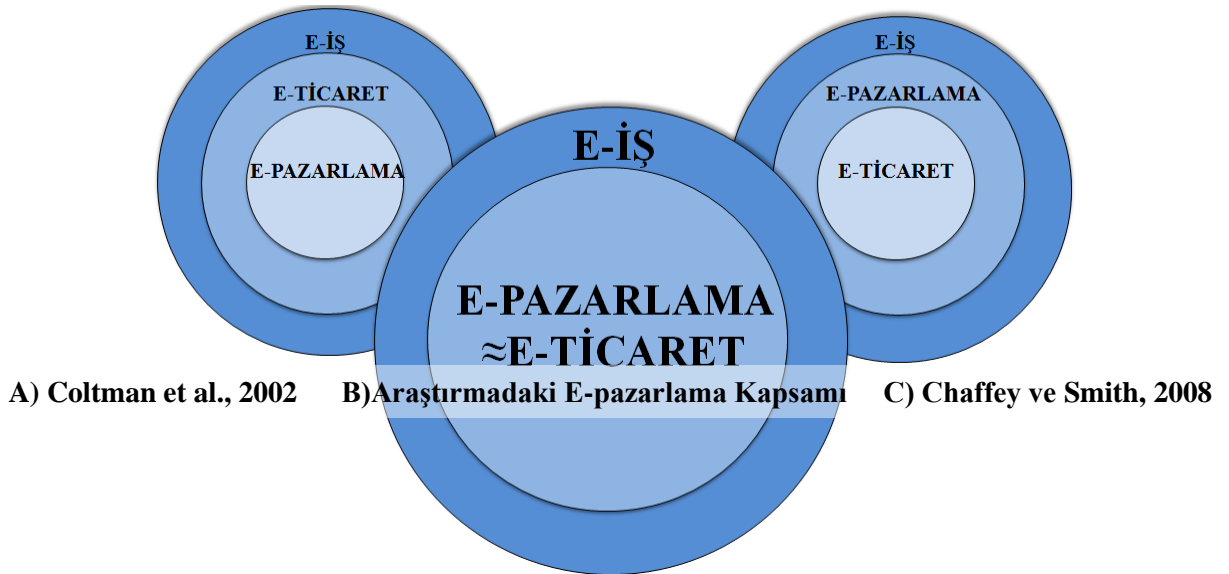 E-İŞ
E-TİCARET
E-PAZARLAMA
E-İŞ
E-PAZARLAMA
≈E-TİCARET
E-İŞ
E-PAZARLAMA
E-TİCARET
A) Coltman et al., 2002
B)Araştırmadaki E-pazarlama Kapsamı
C) Chaffey ve Smith, 2008